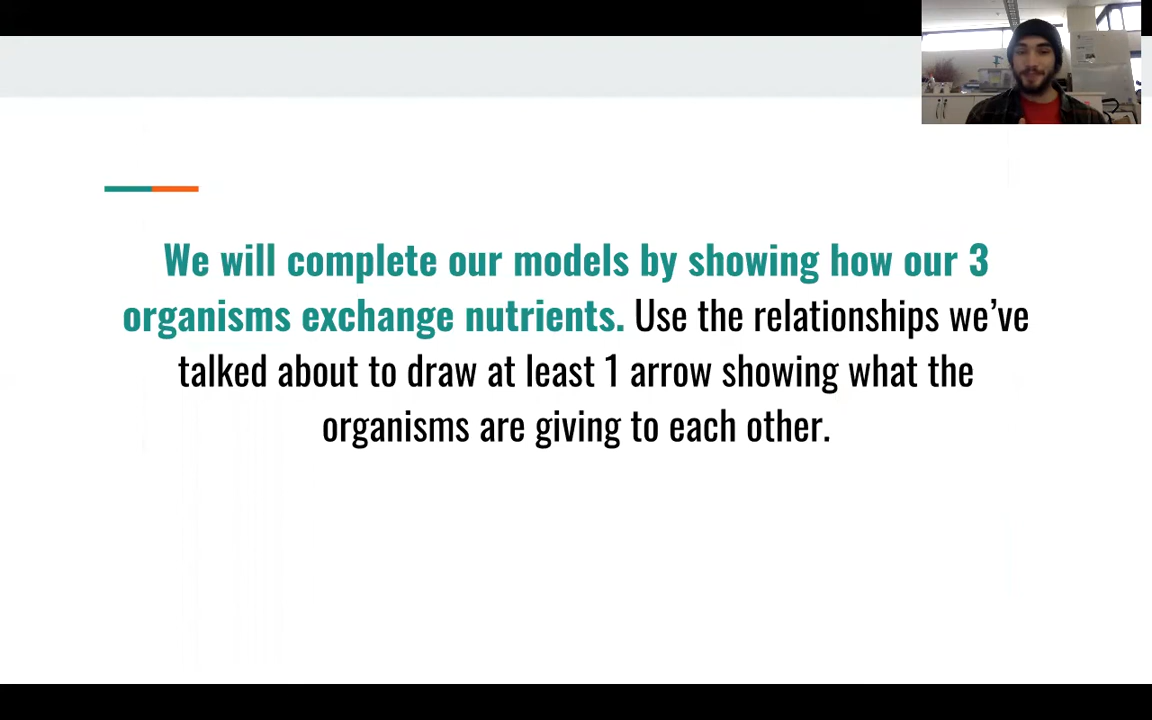 We will complete our models by showing how our 3
organisms exchange nutrients. Use the relationships we’ve
talked about to draw at least 1 arrow showing what the
organisms are giving to each other.